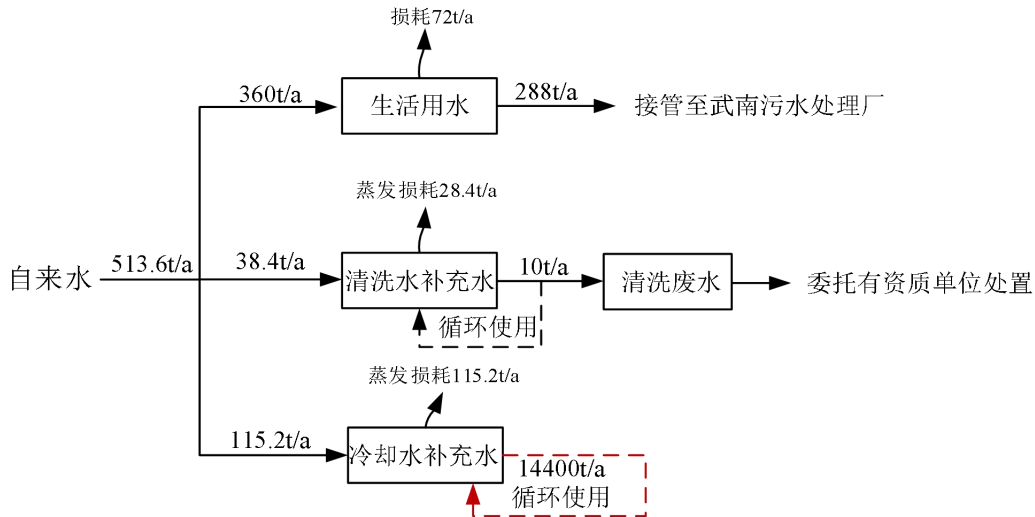 损耗72t/a
360t/a
生活用水
288t/a
接管至武南污水处理厂
蒸发损耗28.4t/a
自来水
513.6t/a
38.4t/a
清洗水补充水
10t/a
清洗废水
委托有资质单位处置
循环使用
蒸发损耗115.2t/a
115.2t/a
冷却水补充水
14400t/a
循环使用